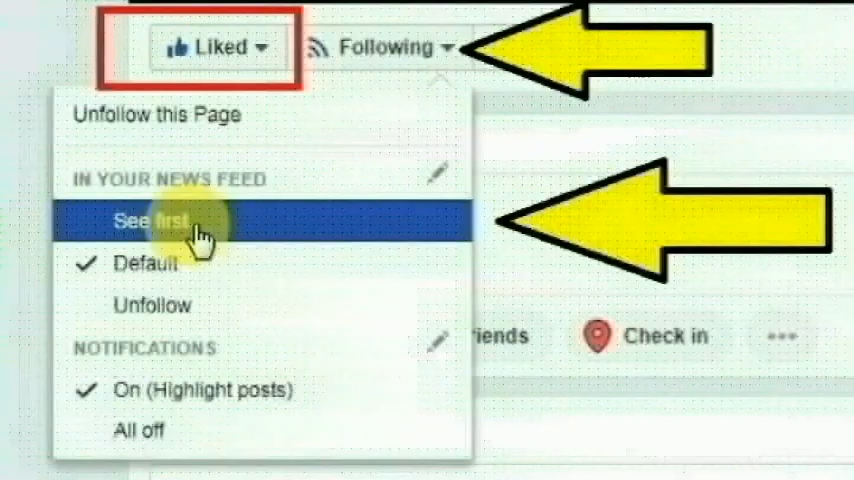 Liked Following
Unfollow this Page
IN YOUR NEWS FEED
See first
Default
Unfollow
NOTIFICATIONS
riends Check in
On (Highlight posts)
All off